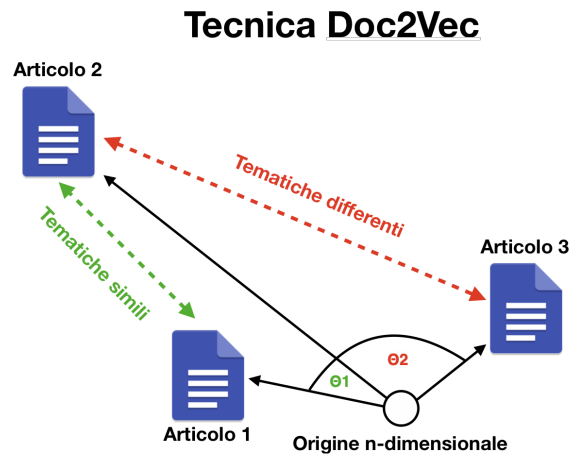 Tecnica Doc2Vec
Articolo 2
Tematiche differenti
Tematiche simili
Articolo 3
Θ1
Θ2
Articolo 1
Origine n-dimensionale